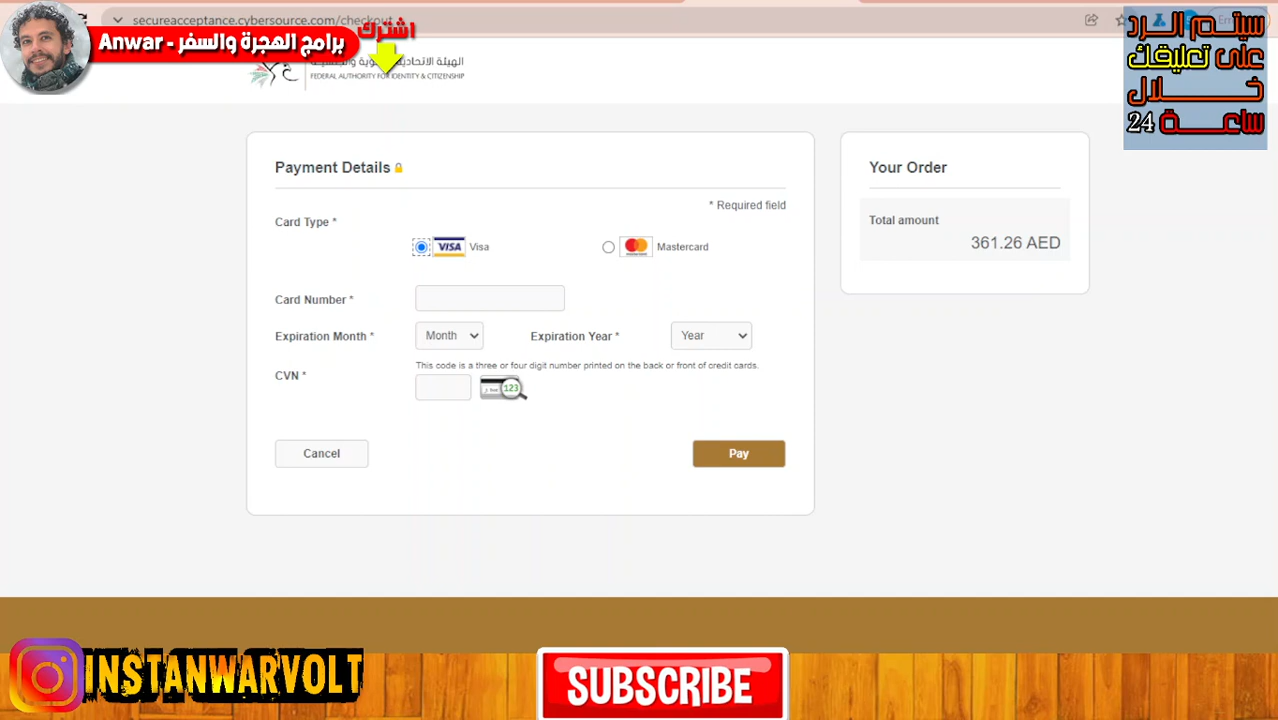 secureacceptance.cybersource.com/checkout
اشترك
Anwar - برامج الهجرة والسفر
سيتم الرد
على تعليقك
خلال
24 ساعة
FEDERAL AUTHORITY FOR IDENTITY & CITIZENSHIP
Payment Details
* Required field
Card Type *
VISA Visa
Mastercard
Card Number *
Expiration Month *
Month
Expiration Year *
Year
This code is a three or four digit number printed on the back or front of credit cards.
CVN *
123
Cancel
Pay
Your Order
Total amount
361.26 AED
INSTANWARVOLT
SUBSCRIBE